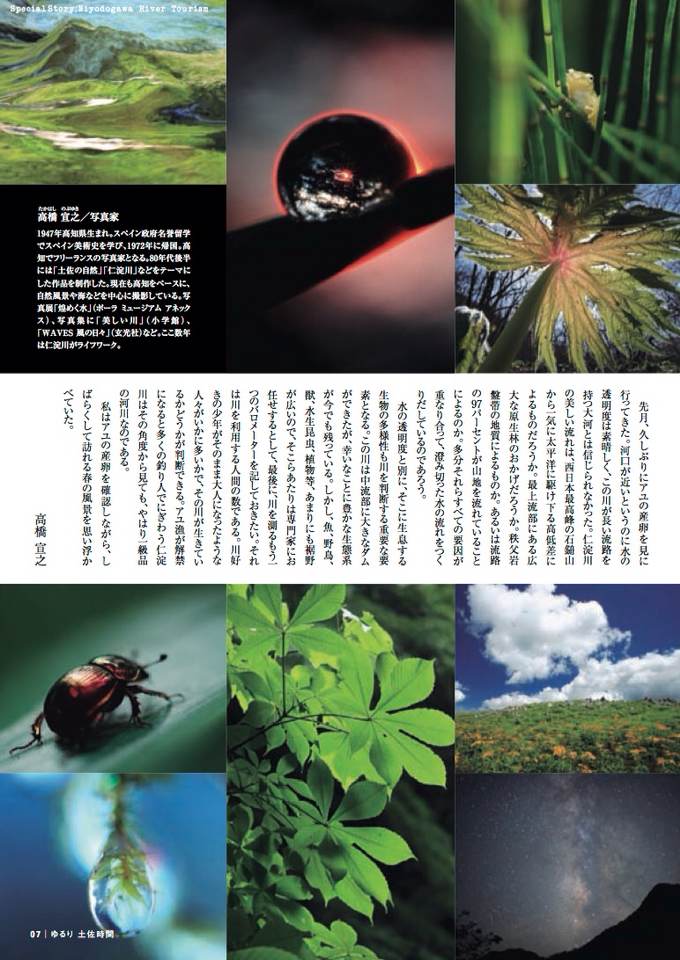 Special Story:Niyodogawa River Tourism
たかはし のぶゆき
高橋 宣之／写真家
1947年高知県生まれ。スペイン政府名誉留学
でスペイン美術史を学び、1972年に帰国。高
知でフリーランスの写真家となる。80年代後半
には「土佐の自然」「仁淀川」などをテーマに
した作品を制作した。現在も高知をベースに、
自然風景や海などを中心に撮影している。写
真展「煌めく水」（ポーラ ミュージアム アネック
ス）、写真集に「美しい川」（小学館）、
「WAVES 風の日々」（玄光社）など。ここ数年
は仁淀川がライフワーク。
先月、久しぶりにアユの産卵を見に
行ってきた。河口が近いというのに水の
透明度は素晴しく、この川が長い流路を
持つ大河とは信じられなかった。仁淀川
の美しい流れは、西日本最高峰の石鎚山
から一気に太平洋に駆け下る高低差に
よるものだろうか。最上流部にある広
大な原生林のおかげだろうか。秩父岩
盤帯の地質によるものか。あるいは流路
の97パーセントが山地を流れていること
によるのか。多分それらすべての要因が
重なり合って、澄み切った水の流れをつく
りだしているのであろう。
水の透明度と別に、そこに生息する
生物の多様性も川を判断する重要な要
素となる。この川は中流部に大きなダム
ができたが、幸いなことに豊かな生態系
が今でも残っている。しかし、魚、野鳥、
獣、水生昆虫、植物等、あまりにも裾野
が広いので、そこらあたりは専門家にお
任せするとして、最後に、川を測るもう一
つのバロメーターを記しておきたい。それ
は川を利用する人間の数である。川好
きの少年がそのまま大人になったような
人々がいかに多いかで、その川が生きてい
るかどうかが判断できる。アユ漁が解禁
になると多くの釣り人でにぎわう仁淀
川はその角度から見ても、やはり一級品
の河川なのである。
私はアユの産卵を確認しながら、し
ばらくして訪れる春の風景を思い浮か
べていた。
高橋 宣之
07｜ゆるり 土佐時間